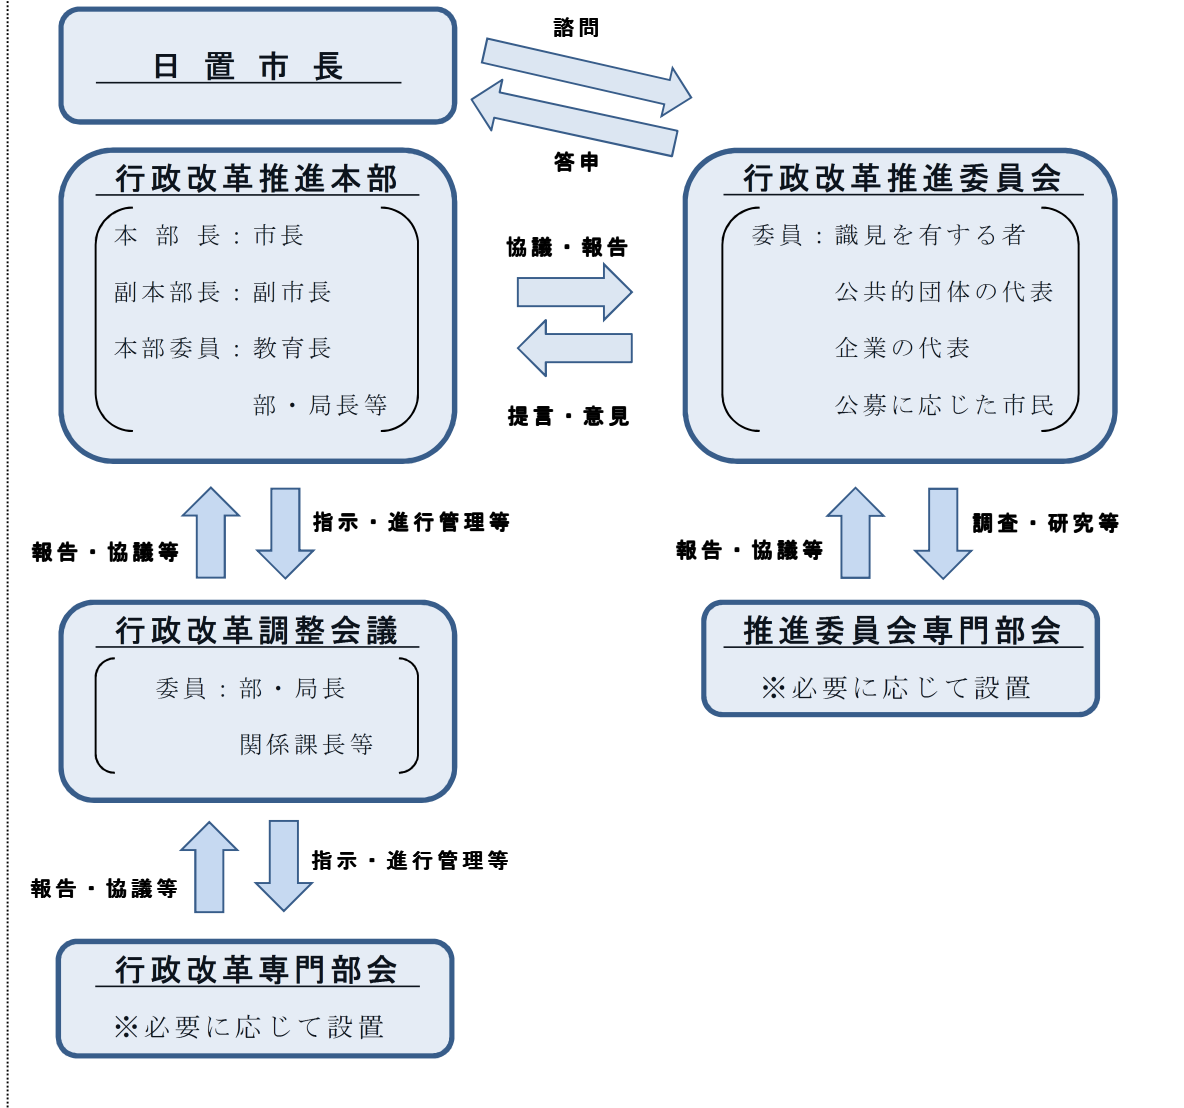 日置市長
諮問
答申
行政改革推進本部
本部長：市長
副本部長：副市長
本部委員：教育長
部・局長等
協議・報告
提言・意見
行政改革推進委員会
委員：識見を有する者
公共的団体の代表
企業の代表
公募に応じた市民
報告・協議等
指示・進行管理等
報告・協議等
調査・研究等
行政改革調整会議
委員：部・局長
関係課長等
推進委員会専門部会
※必要に応じて設置
報告・協議等
指示・進行管理等
行政改革専門部会
※必要に応じて設置